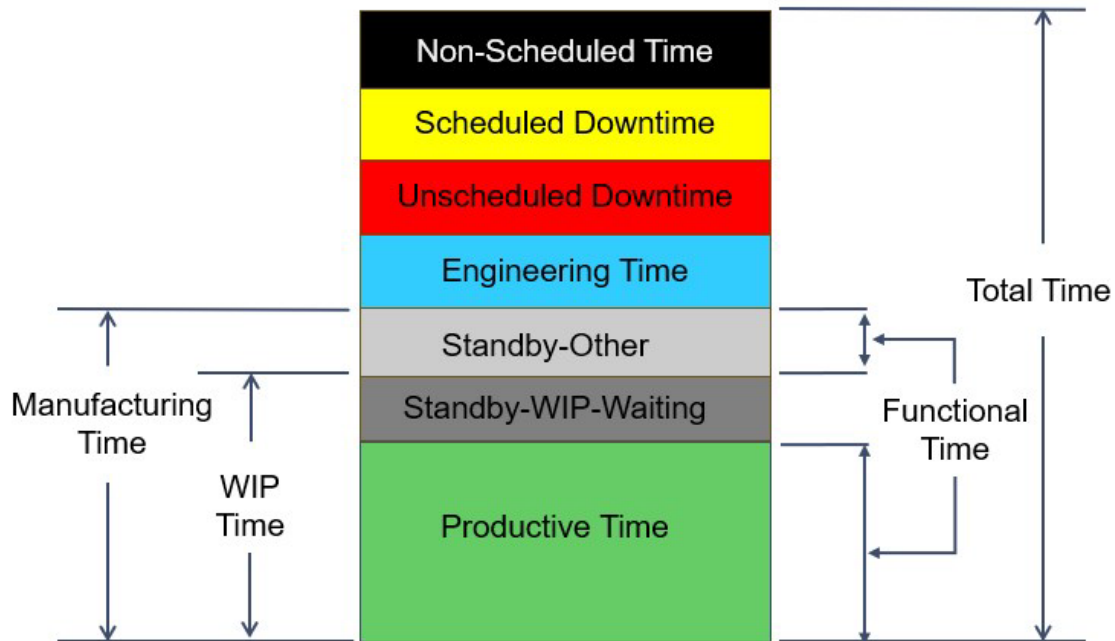 Non-Scheduled Time
Scheduled Downtime
Unscheduled Downtime
Engineering Time
Standby-Other
Standby-WIP-Waiting
Productive Time
Manufacturing
Time
WIP
Time
Functional
Time
Total Time